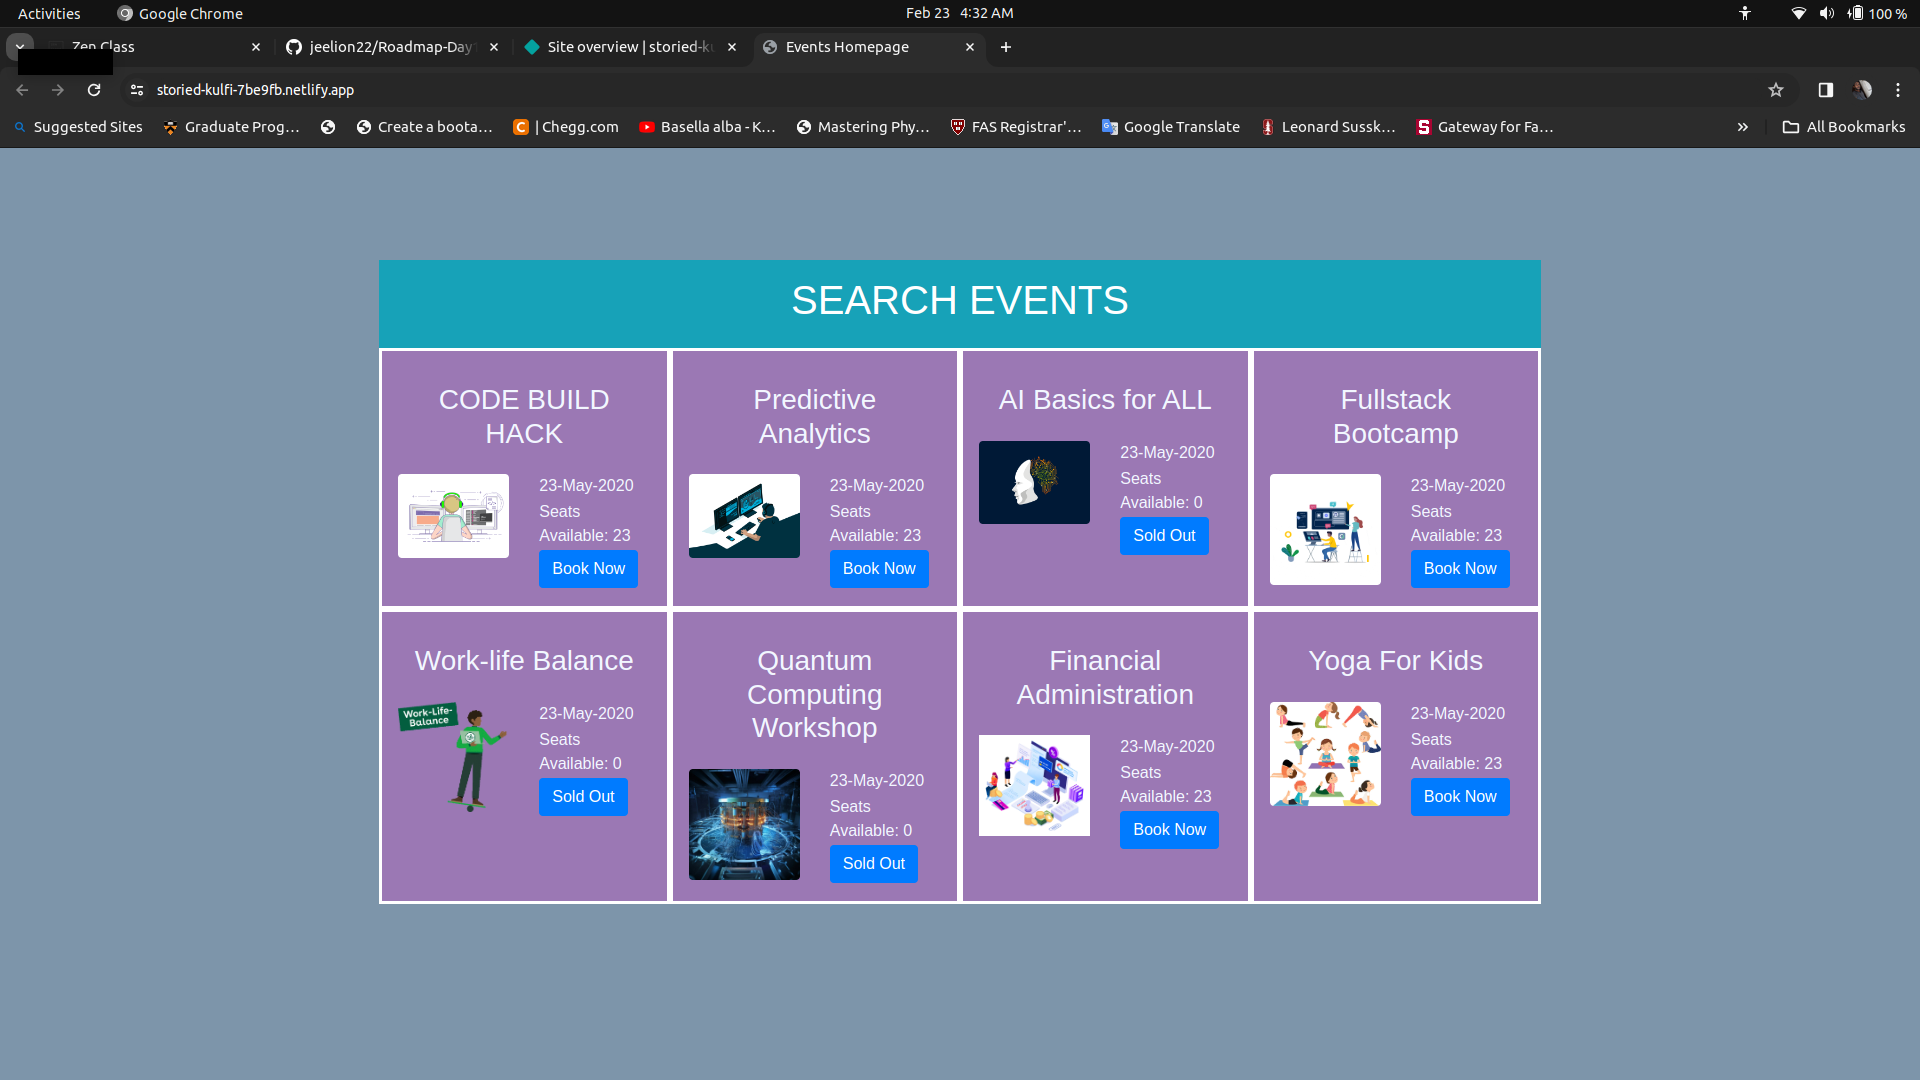 Activities
Google Chrome
Feb 23 4:32 AM
100 %
Zen Class
jeelion22/Roadmap-Day
Site overview | storied-ku
Events Homepage
storied-kulfi-7be9fb.netlify.app
Suggested Sites
Graduate Prog...
Create a boota...
| Chegg.com
Basella alba - K...
Mastering Phy...
FAS Registrar'...
Google Translate
Leonard Sussk...
Gateway for Fa...
All Bookmarks
SEARCH EVENTS
CODE BUILD
HACK
23-May-2020
Seats
Available: 23
Book Now
Predictive
Analytics
23-May-2020
Seats
Available: 23
Book Now
AI Basics for ALL
23-May-2020
Seats
Available: 0
Sold Out
Fullstack
Bootcamp
23-May-2020
Seats
Available: 23
Book Now
Work-life Balance
Work-Life-
Balance
23-May-2020
Seats
Available: 0
Sold Out
Quantum
Computing
Workshop
23-May-2020
Seats
Available: 0
Sold Out
Financial
Administration
23-May-2020
Seats
Available: 23
Book Now
Yoga For Kids
23-May-2020
Seats
Available: 23
Book Now